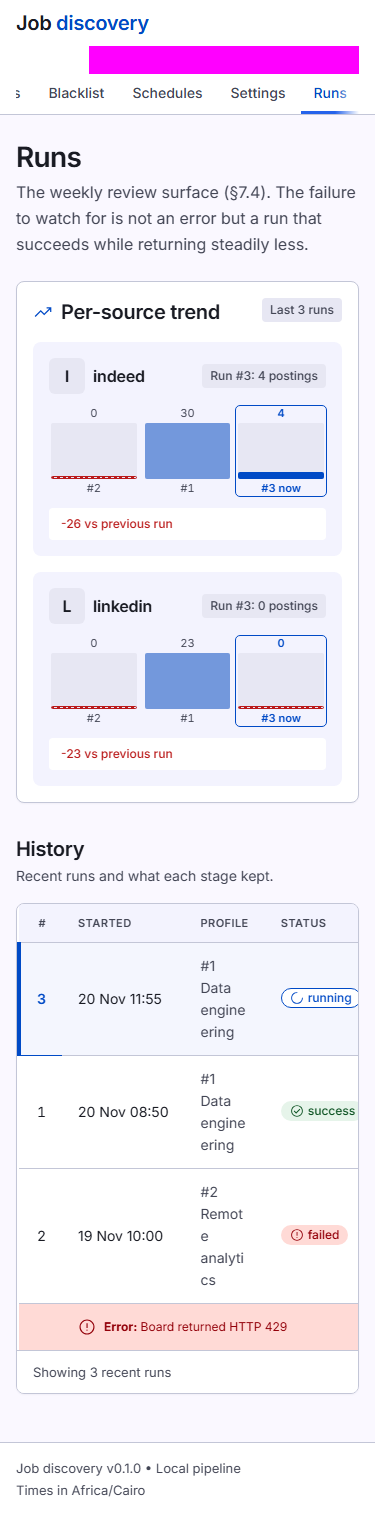 Job discovery
s Blacklist Schedules Settings Runs
Runs
The weekly review surface (§7.4). The failure
to watch for is not an error but a run that
succeeds while returning steadily less.
Per-source trend Last 3 runs
I indeed Run #3: 4 postings
0 30 4
#2 #1 #3 now
-26 vs previous run
L linkedin Run #3: 0 postings
0 23 0
#2 #1 #3 now
-23 vs previous run
History
Recent runs and what each stage kept.
# STARTED PROFILE STATUS
#1
Data
3 20 Nov 11:55 engine running
ering
#1
Data
1 20 Nov 08:50 engine success
ering
#2
Remot
2 19 Nov 10:00 e failed
analyti
cs
Error: Board returned HTTP 429
Showing 3 recent runs
Job discovery v0.1.0 • Local pipeline
Times in Africa/Cairo